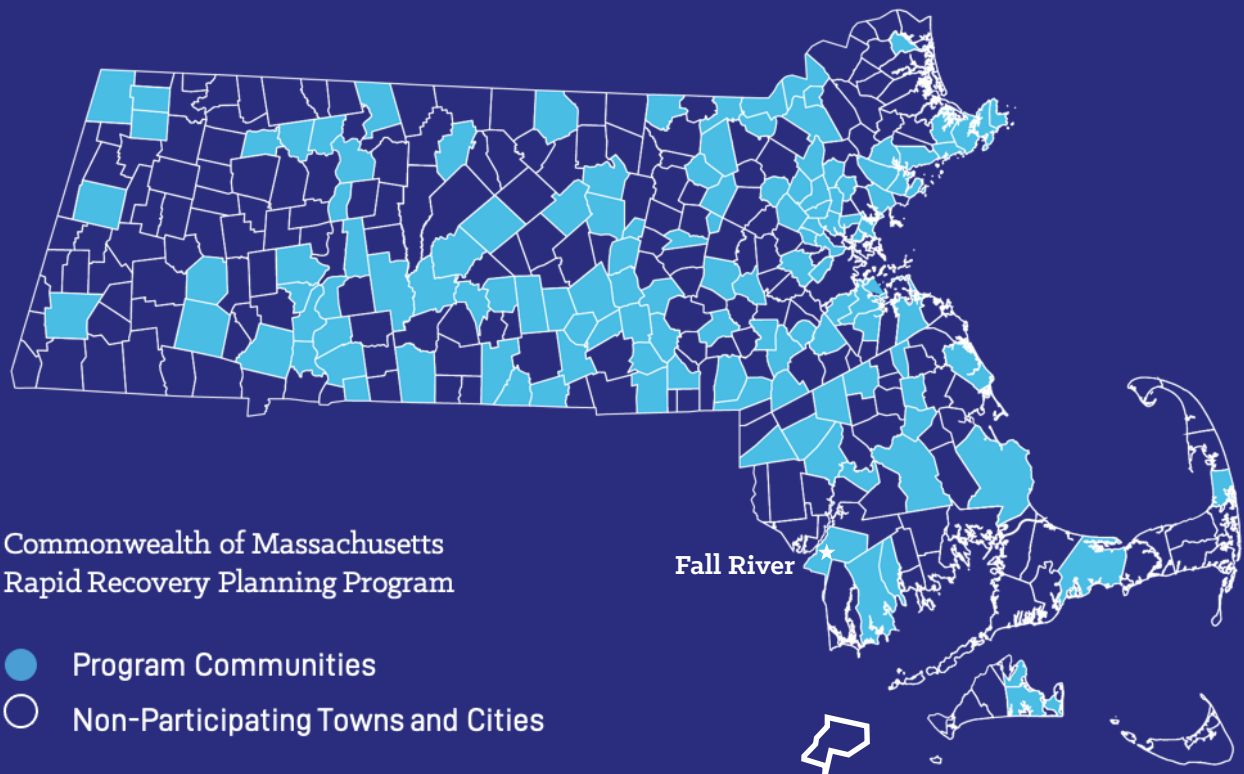 Commonwealth of Massachusetts
Rapid Recovery Planning Program
Fall River
Program Communities
Non-Participating Towns and Cities